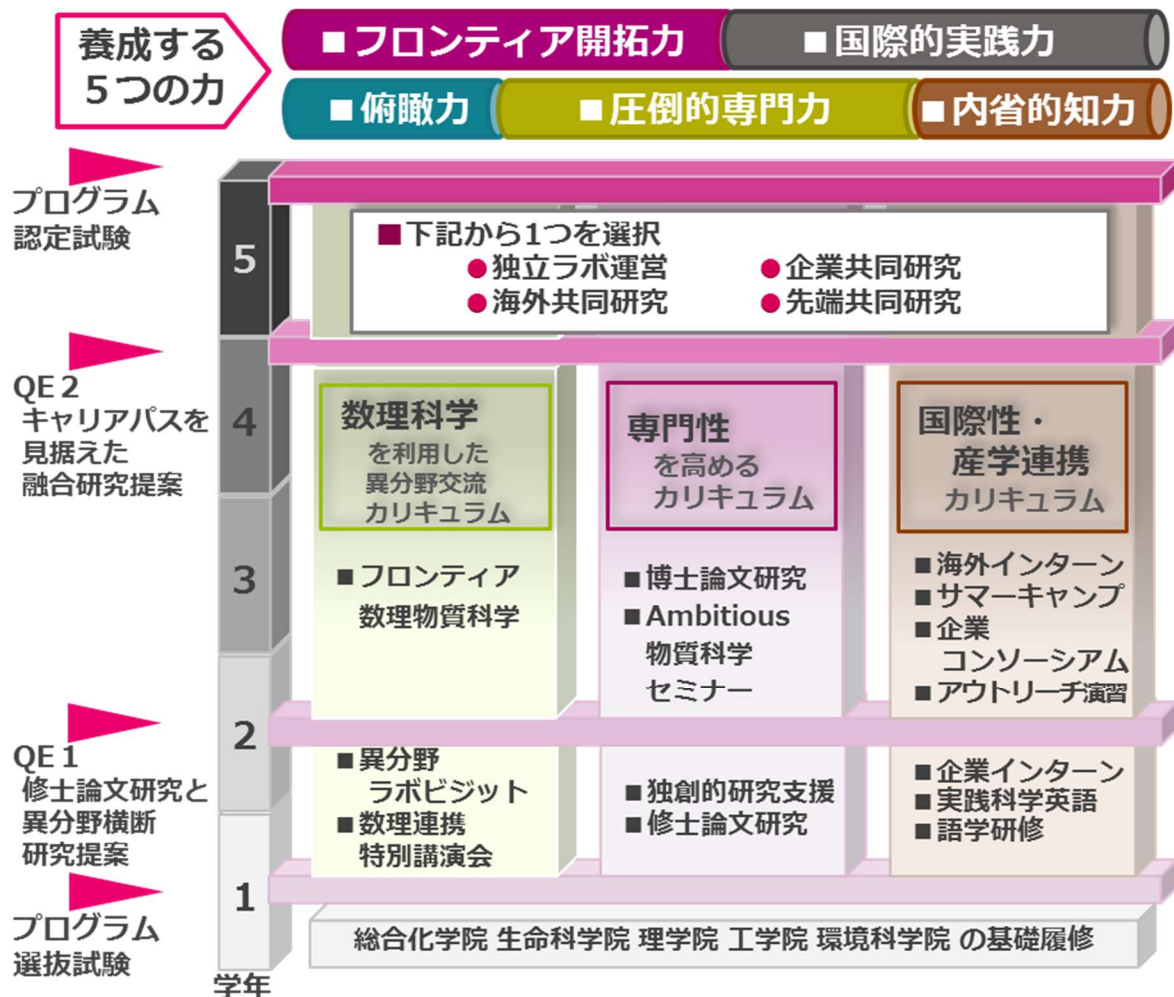 養成する
５つの力
■フロンティア開拓力
■国際的実践力
■俯瞰力
■圧倒的専門力
■内省的知力
プログラム
認定試験
5
■下記から1つを選択
●独立ラボ運営
●企業共同研究
●海外共同研究
●先端共同研究
QE２
キャリアパスを
見据えた
融合研究提案
4
数理科学
を利用した
異分野交流
カリキュラム
専門性
を高める
カリキュラム
国際性・
産学連携
カリキュラム
3
■フロンティア
数理物質科学
■博士論文研究
■Ambitious
物質科学
セミナー
■海外インターン
■サマーキャンプ
■企業
コンソーシアム
■アウトリーチ演習
2
QE１
修士論文研究と
異分野横断
研究提案
■異分野
ラボビジット
■数理連携
特別講演会
■独創的研究支援
■修士論文研究
■企業インターン
■実践科学英語
■語学研修
1
プログラム
選抜試験
総合化学院 生命科学院 理学院 工学院 環境科学院 の基礎履修
学年